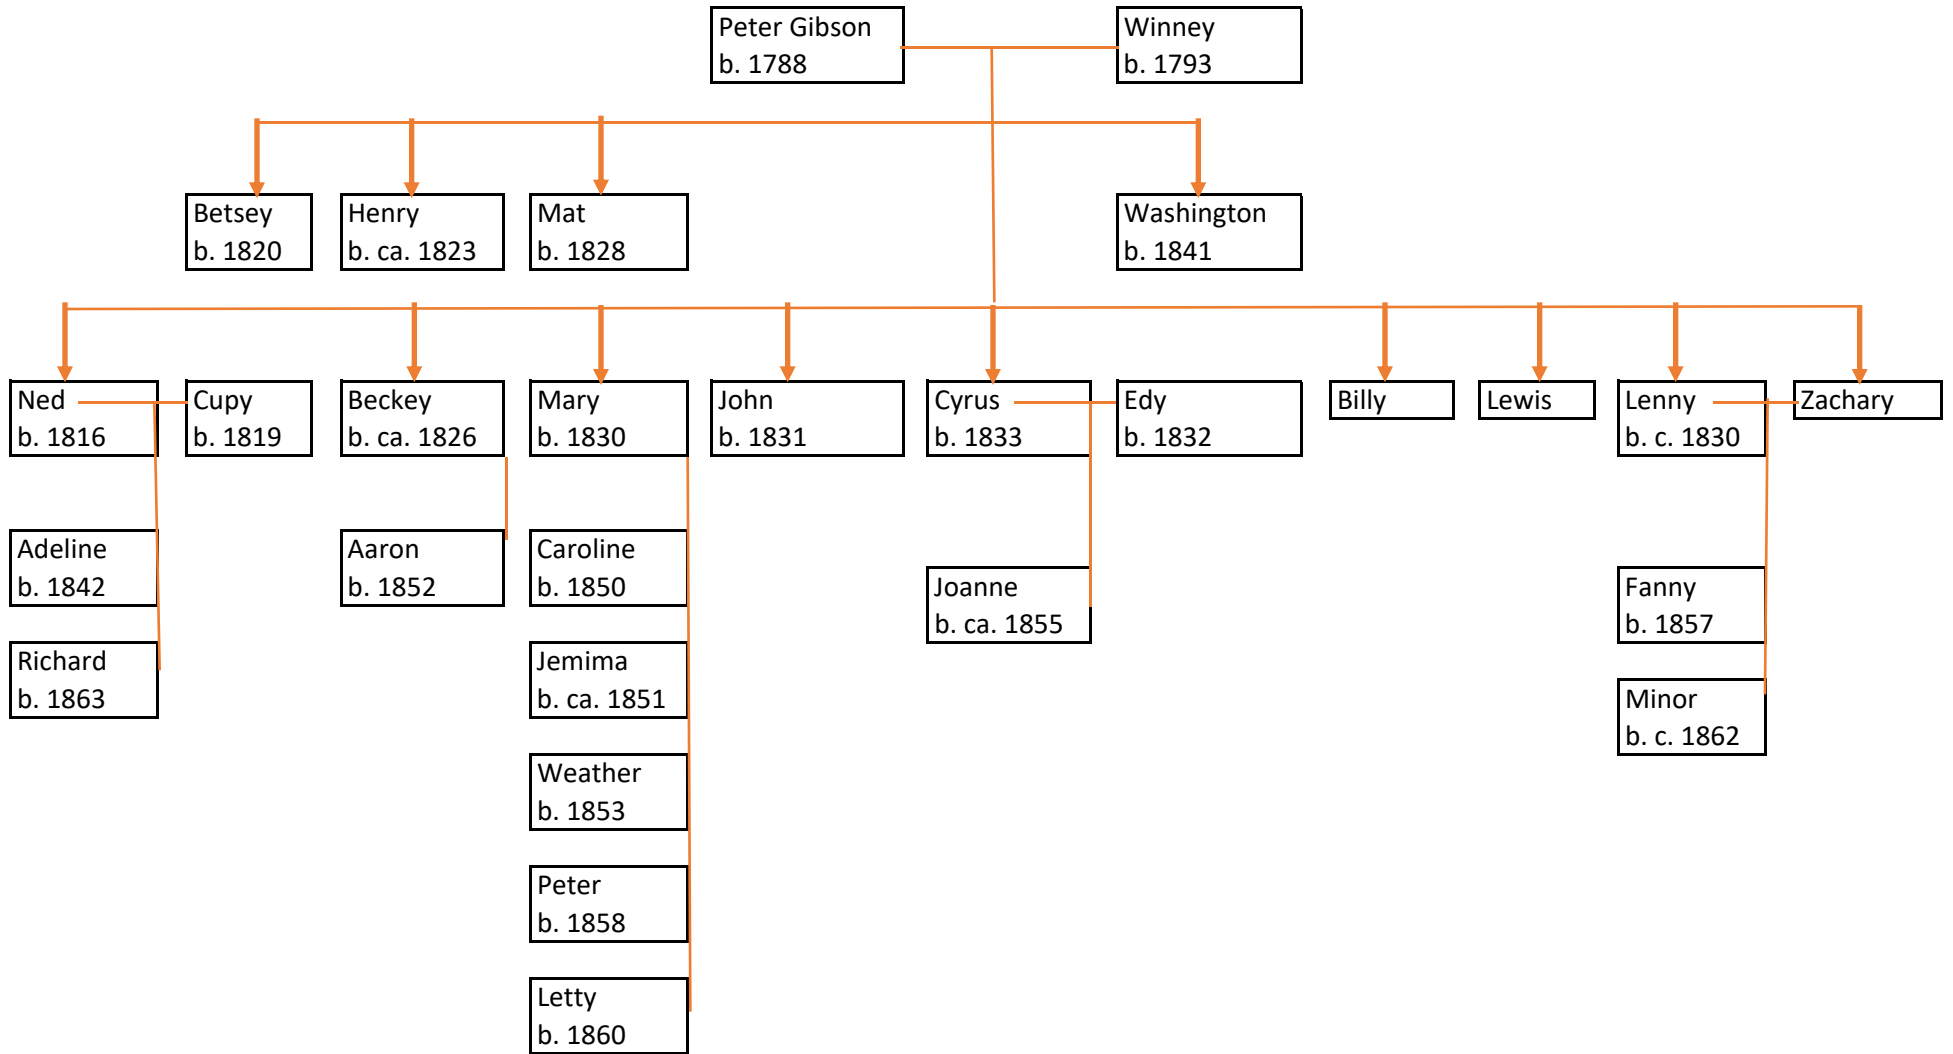 Peter Gibson
b. 1788
Winney
b. 1793
Betsey
b. 1820
Henry
b. ca. 1823
Mat
b. 1828
Washington
b. 1841
Ned
b. 1816
Cupy
b. 1819
Beckey
b. ca. 1826
Mary
b. 1830
John
b. 1831
Cyrus
b. 1833
Edy
b. 1832
Billy
Lewis
Lenny
b. c. 1830
Zachary
Adeline
b. 1842
Aaron
b. 1852
Caroline
b. 1850
Joanne
b. ca. 1855
Fanny
b. 1857
Richard
b. 1863
Jemima
b. ca. 1851
Minor
b. c. 1862
Weather
b. 1853
Peter
b. 1858
Letty
b. 1860